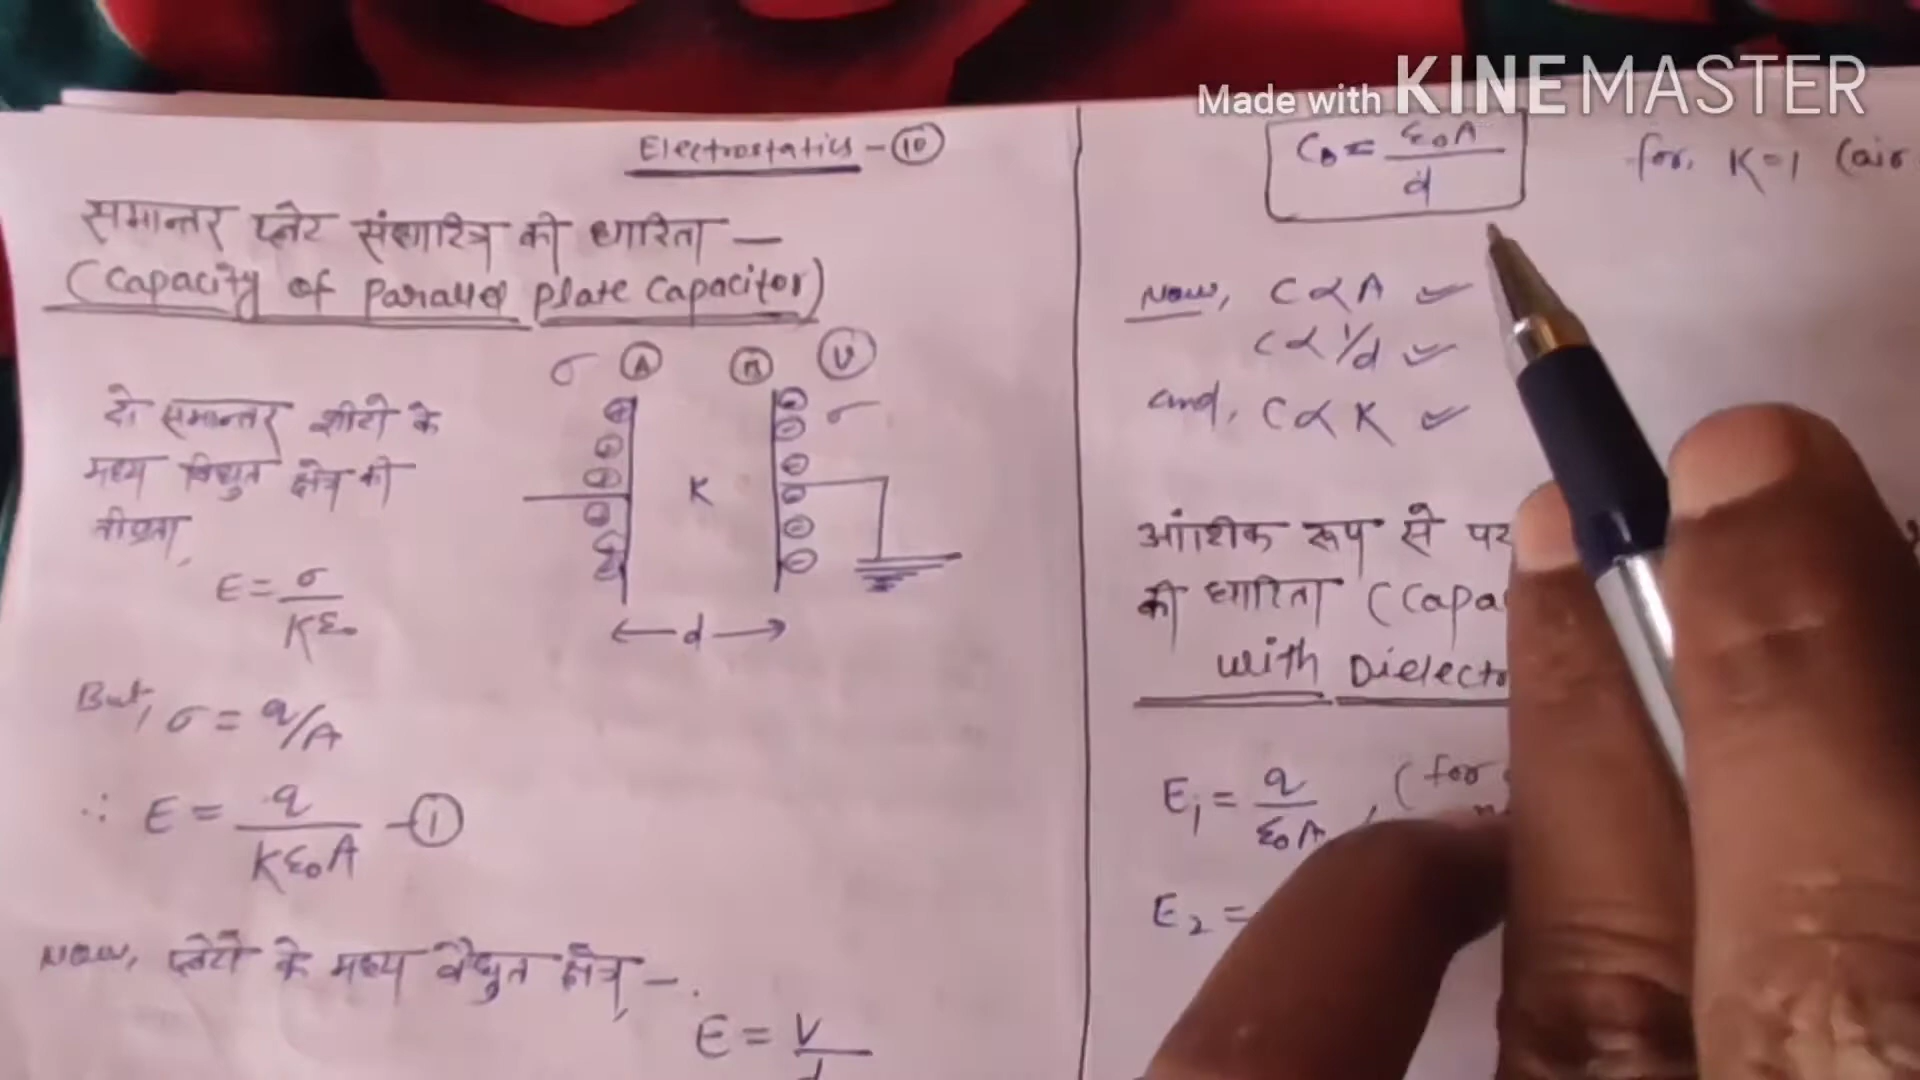 Made with KINEMASTER
Electrostatics - 10
समान्तर प्लेट संधारित्र की धारिता —
(Capacity of Parallel Plate Capacitor)
σ A B V
दो समान्तर शीटो के
मध्य विद्युत क्षेत्र की
तीव्रता,
σ
K
E = σ / Kε₀
← d →
But, σ = q/A
∴ E = q / Kε₀A - 1
Now, प्लेटो के मध्य वैद्युत क्षेत्र, -
E = V / d
C₀ = ε₀A / d
for, K=1 (air
Now, C ∝ A ✓
C ∝ 1/d ✓
and, C ∝ K ✓
आंशिक रूप से
की धारिता (Capa
with Dielectr
E₁ = q / ε₀A , (for
E₂ =